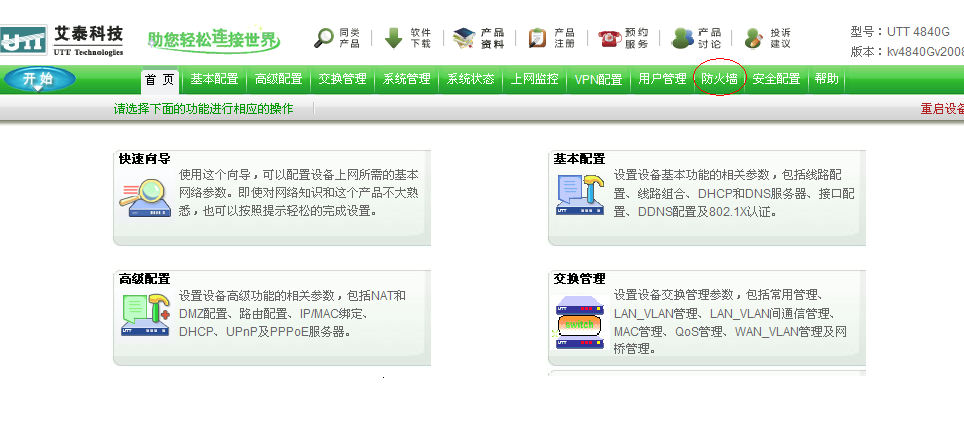 UTT 艾泰科技
UTT Technologies
助您轻松连接世界
同类产品
软件下载
产品资料
产品注册
预约服务
产品讨论
投诉建议
型号：UTT 4840G
版本：kv4840Gv2008
开始 首 页 基本配置 高级配置 交换管理 系统管理 系统状态 上网监控 VPN配置 用户管理 防火墙 安全配置 帮助
请选择下面的功能进行相应的操作 重启设备
快速向导
使用这个向导，可以配置设备上网所需的基本
网络参数。即使对网络知识和这个产品不大熟
悉，也可以按照提示轻松的完成设置。
基本配置
设置设备基本功能的相关参数，包括线路配
置、线路组合、DHCP和DNS服务器、接口配
置、DDNS配置及802.1X认证。
UTT
UTT
高级配置
设置设备高级功能的相关参数，包括NAT和
DMZ配置、路由配置、IP/MAC绑定、
DHCP、UPnP及PPPoE服务器。
UTT
交换管理
设置设备交换管理参数，包括常用管理、
LAN_VLAN管理、LAN_VLAN间通信管理、
MAC管理、QoS管理、WAN_VLAN管理及网
桥管理。
switch
UTT